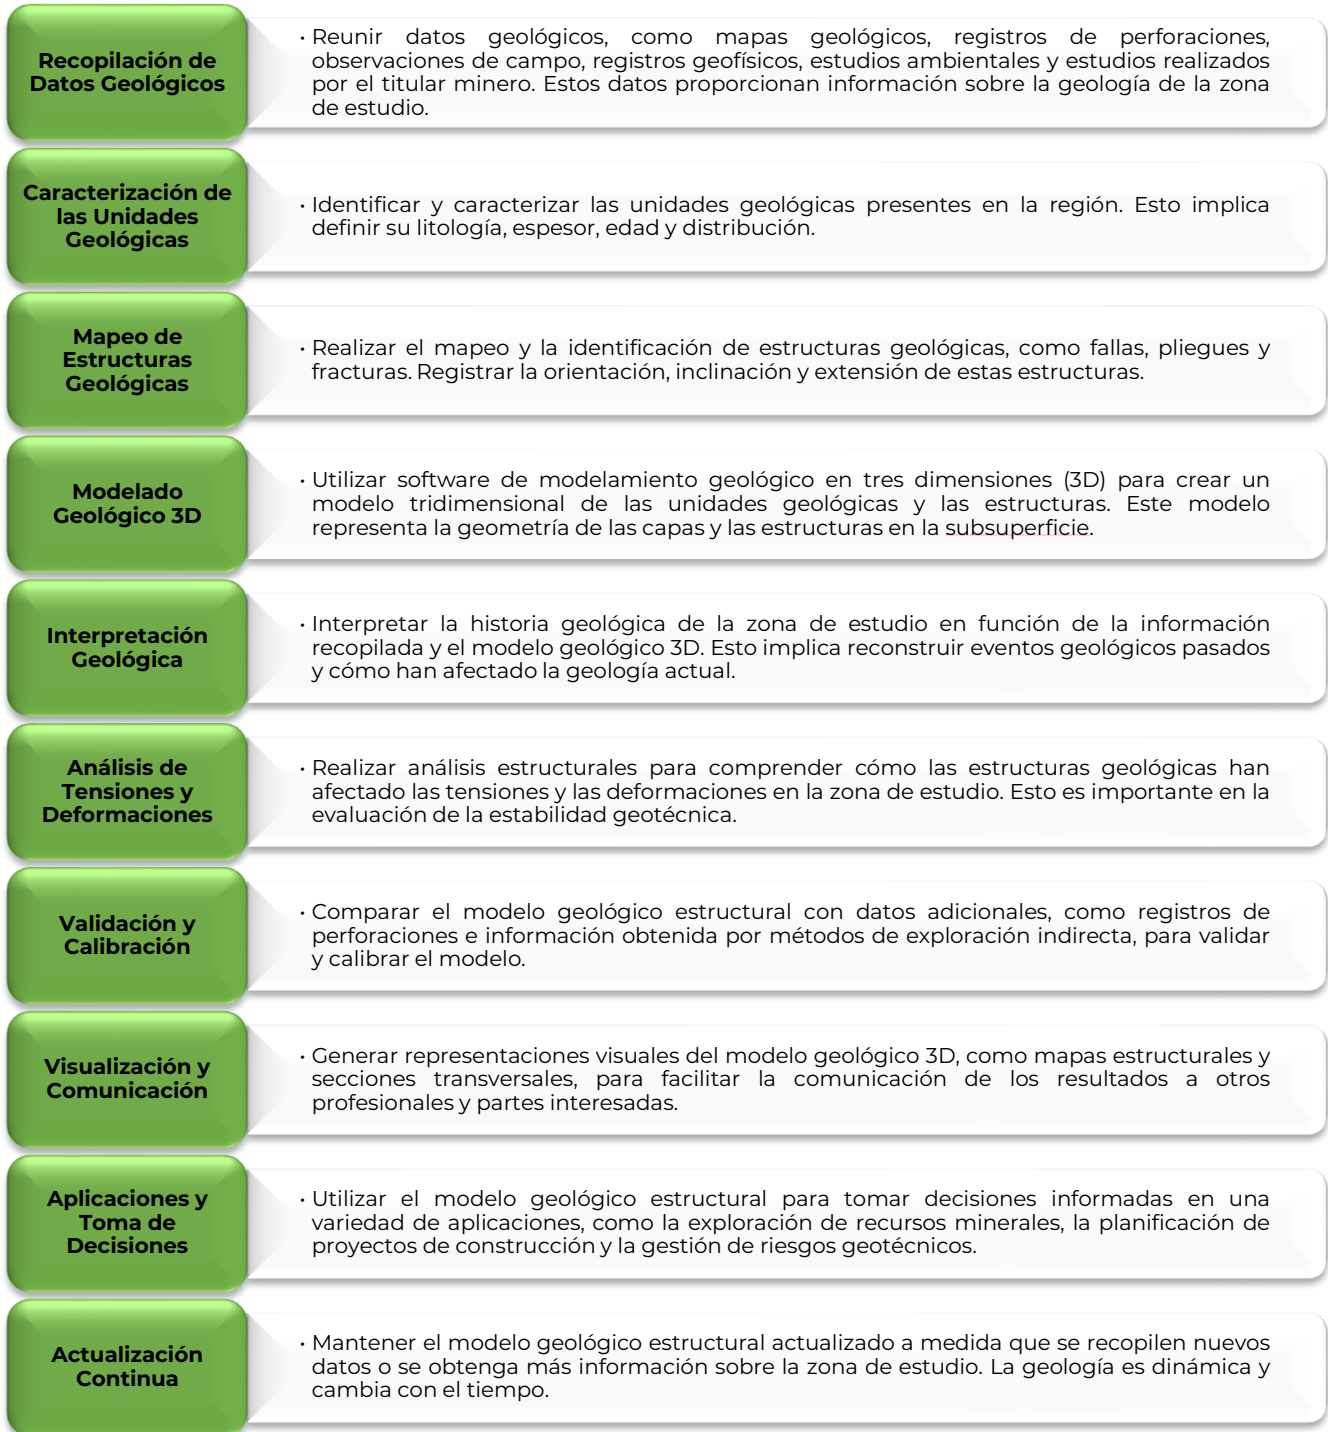 Recopilación de
Datos Geológicos
· Reunir datos geológicos, como mapas geológicos, registros de perforaciones,
observaciones de campo, registros geofísicos, estudios ambientales y estudios realizados
por el titular minero. Estos datos proporcionan información sobre la geología de la zona
de estudio.
Caracterización de
las Unidades
Geológicas
· Identificar y caracterizar las unidades geológicas presentes en la región. Esto implica
definir su litología, espesor, edad y distribución.
Mapeo de
Estructuras
Geológicas
· Realizar el mapeo y la identificación de estructuras geológicas, como fallas, pliegues y
fracturas. Registrar la orientación, inclinación y extensión de estas estructuras.
Modelado
Geológico 3D
· Utilizar software de modelamiento geológico en tres dimensiones (3D) para crear un
modelo tridimensional de las unidades geológicas y las estructuras. Este modelo
representa la geometría de las capas y las estructuras en la subsuperficie.
Interpretación
Geológica
· Interpretar la historia geológica de la zona de estudio en función de la información
recopilada y el modelo geológico 3D. Esto implica reconstruir eventos geológicos pasados
y cómo han afectado la geología actual.
Análisis de
Tensiones y
Deformaciones
· Realizar análisis estructurales para comprender cómo las estructuras geológicas han
afectado las tensiones y las deformaciones en la zona de estudio. Esto es importante en la
evaluación de la estabilidad geotécnica.
Validación y
Calibración
· Comparar el modelo geológico estructural con datos adicionales, como registros de
perforaciones e información obtenida por métodos de exploración indirecta, para validar
y calibrar el modelo.
Visualización y
Comunicación
· Generar representaciones visuales del modelo geológico 3D, como mapas estructurales y
secciones transversales, para facilitar la comunicación de los resultados a otros
profesionales y partes interesadas.
Aplicaciones y
Toma de
Decisiones
· Utilizar el modelo geológico estructural para tomar decisiones informadas en una
variedad de aplicaciones, como la exploración de recursos minerales, la planificación de
proyectos de construcción y la gestión de riesgos geotécnicos.
Actualización
Continua
· Mantener el modelo geológico estructural actualizado a medida que se recopilen nuevos
datos o se obtenga más información sobre la zona de estudio. La geología es dinámica y
cambia con el tiempo.